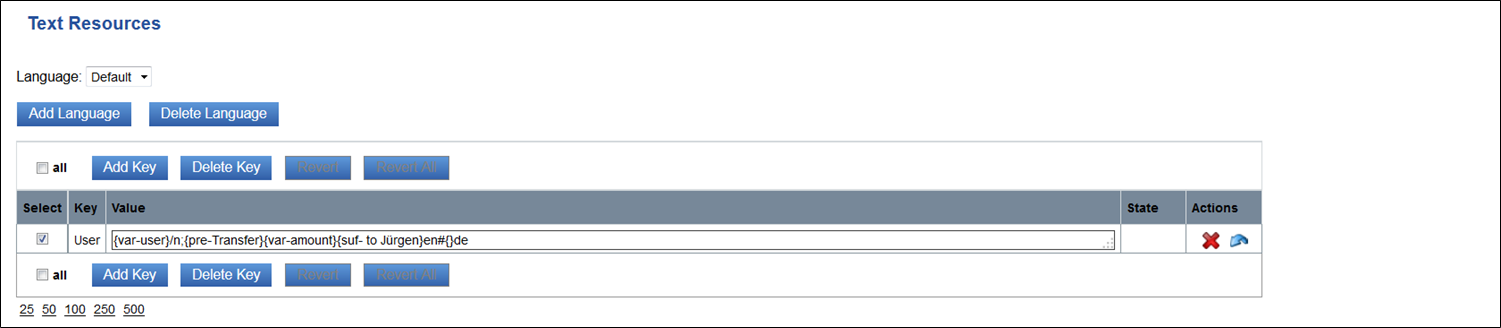 Text Resources
Language: Default
Add Language Delete Language
all Add Key Delete Key Revert Revert All
Select Key Value State Actions
User {var-user}/n;{pre-Transfer}{var-amount}{suf- to Jürgen}en#{}de
all Add Key Delete Key Revert Revert All
25 50 100 250 500